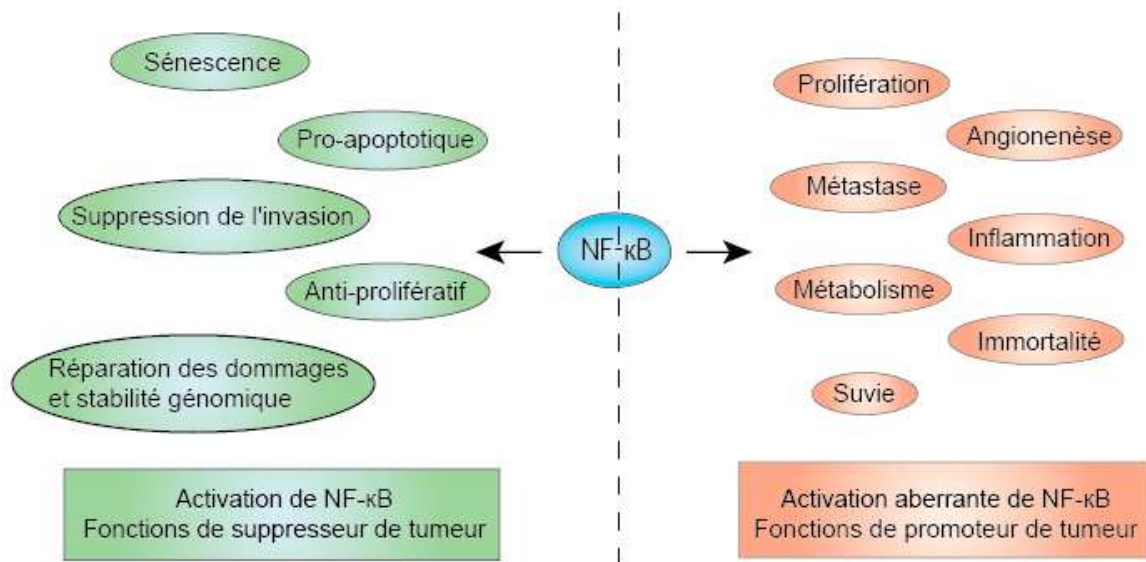 Sénescence
Pro-apoptotique
Suppression de l'invasion
Anti-prolifératif
Réparation des dommages
et stabilité génomique
Activation de NF-κB
Fonctions de suppresseur de tumeur
NF-κB
Prolifération
Angionenèse
Métastase
Inflammation
Métabolisme
Immortalité
Suvie
Activation aberrante de NF-κB
Fonctions de promoteur de tumeur